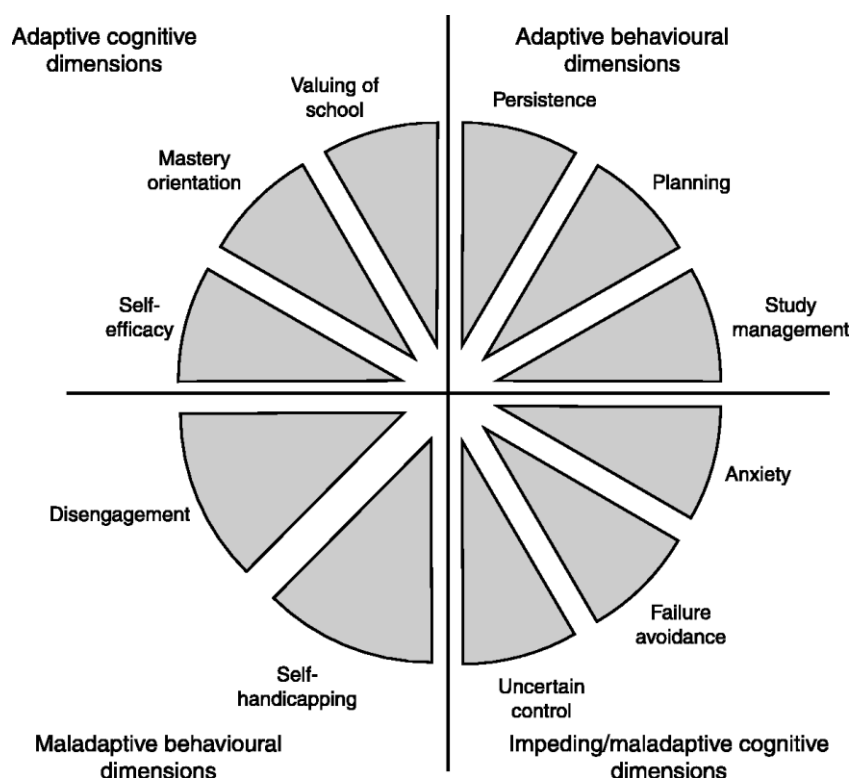 Adaptive cognitive
dimensions
Adaptive behavioural
dimensions
Valuing of
school
Persistence
Mastery
orientation
Planning
Self-
efficacy
Study
management
Disengagement
Anxiety
Self-
handicapping
Failure
avoidance
Uncertain
control
Maladaptive behavioural
dimensions
Impeding/maladaptive cognitive
dimensions